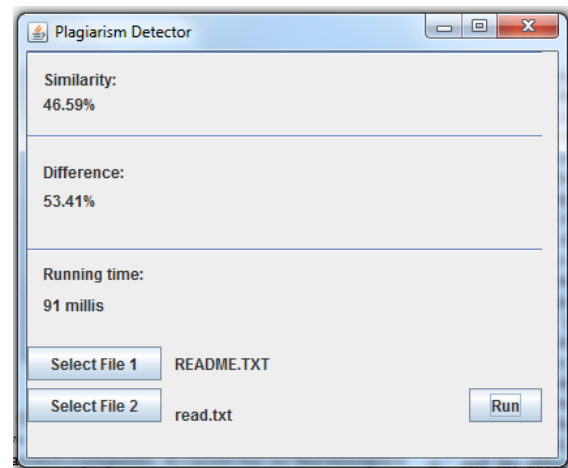 Plagiarism Detector
Similarity:
46.59%
Difference:
53.41%
Running time:
91 millis
Select File 1 README.TXT
Select File 2 read.txt
Run